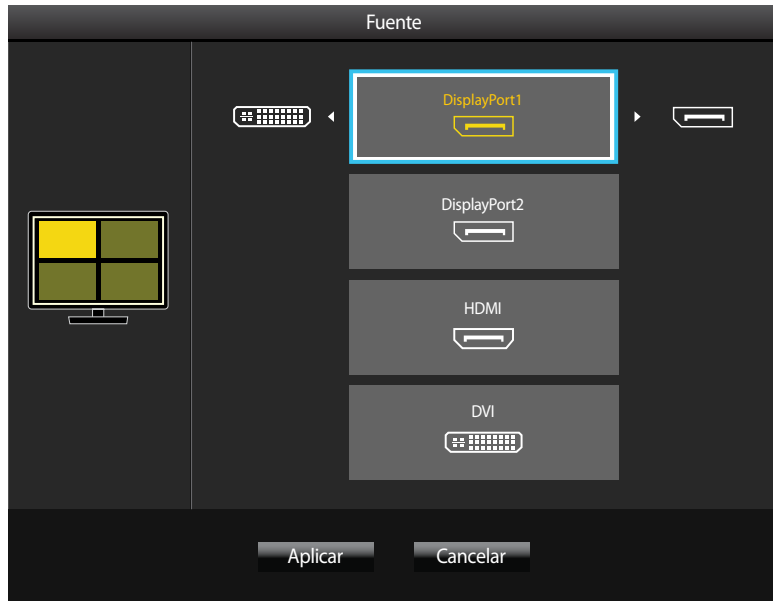 Fuente
DisplayPort1
DisplayPort2
HDMI
DVI
Aplicar
Cancelar